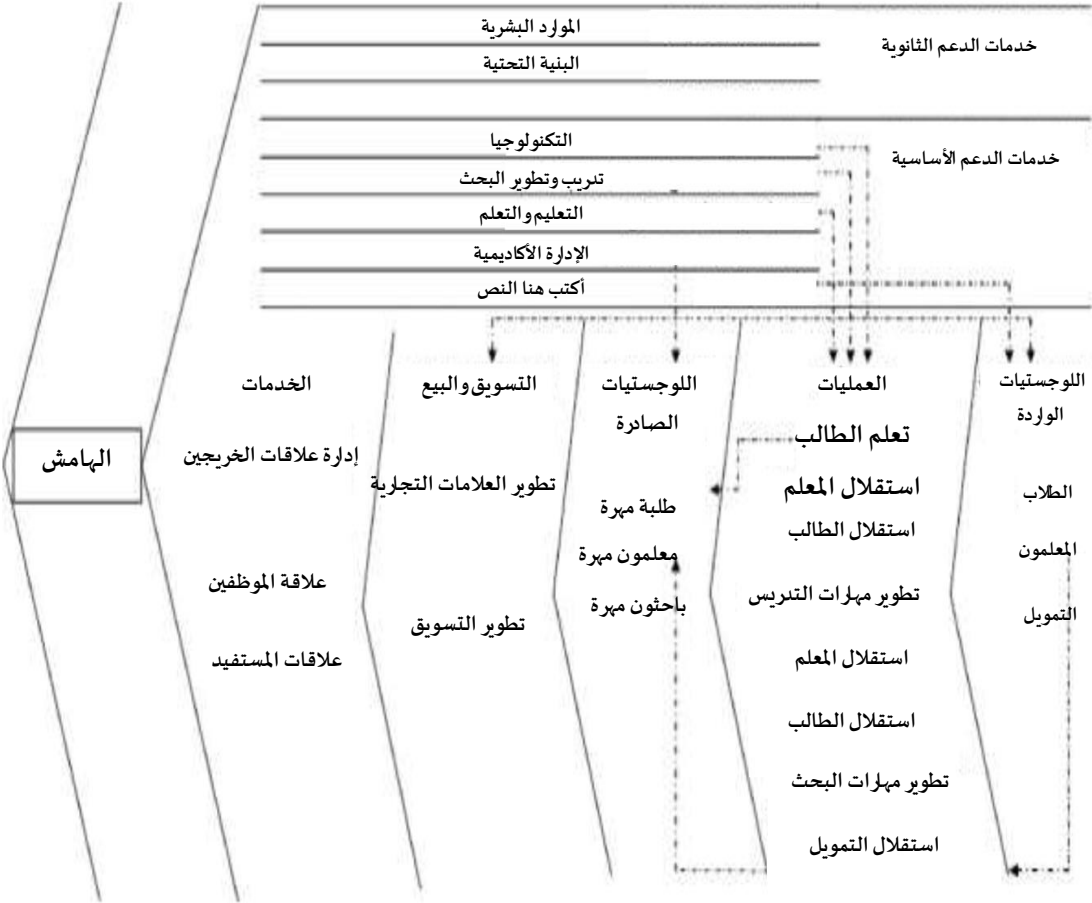 خدمات الدعم الثانوية
الموارد البشرية
البنية التحتية
خدمات الدعم الأساسية
التكنولوجيا
تدريب وتطوير البحث
التعليم والتعلم
الإدارة الأكاديمية
أكتب هنا النص
اللوجستيات
الواردة
الطلاب
المعلمون
التمويل
العمليات
تعلم الطالب
استقلال المعلم
استقلال الطالب
تطوير مهارات التدريس
استقلال المعلم
استقلال الطالب
تطوير مهارات البحث
استقلال التمويل
اللوجستيات
الصادرة
طلبة مهرة
معلمون مهرة
باحثون مهرة
التسويق والبيع
تطوير العلامات التجارية
تطوير التسويق
الخدمات
إدارة علاقات الخريجين
علاقة الموظفين
علاقات المستفيد
الهامش